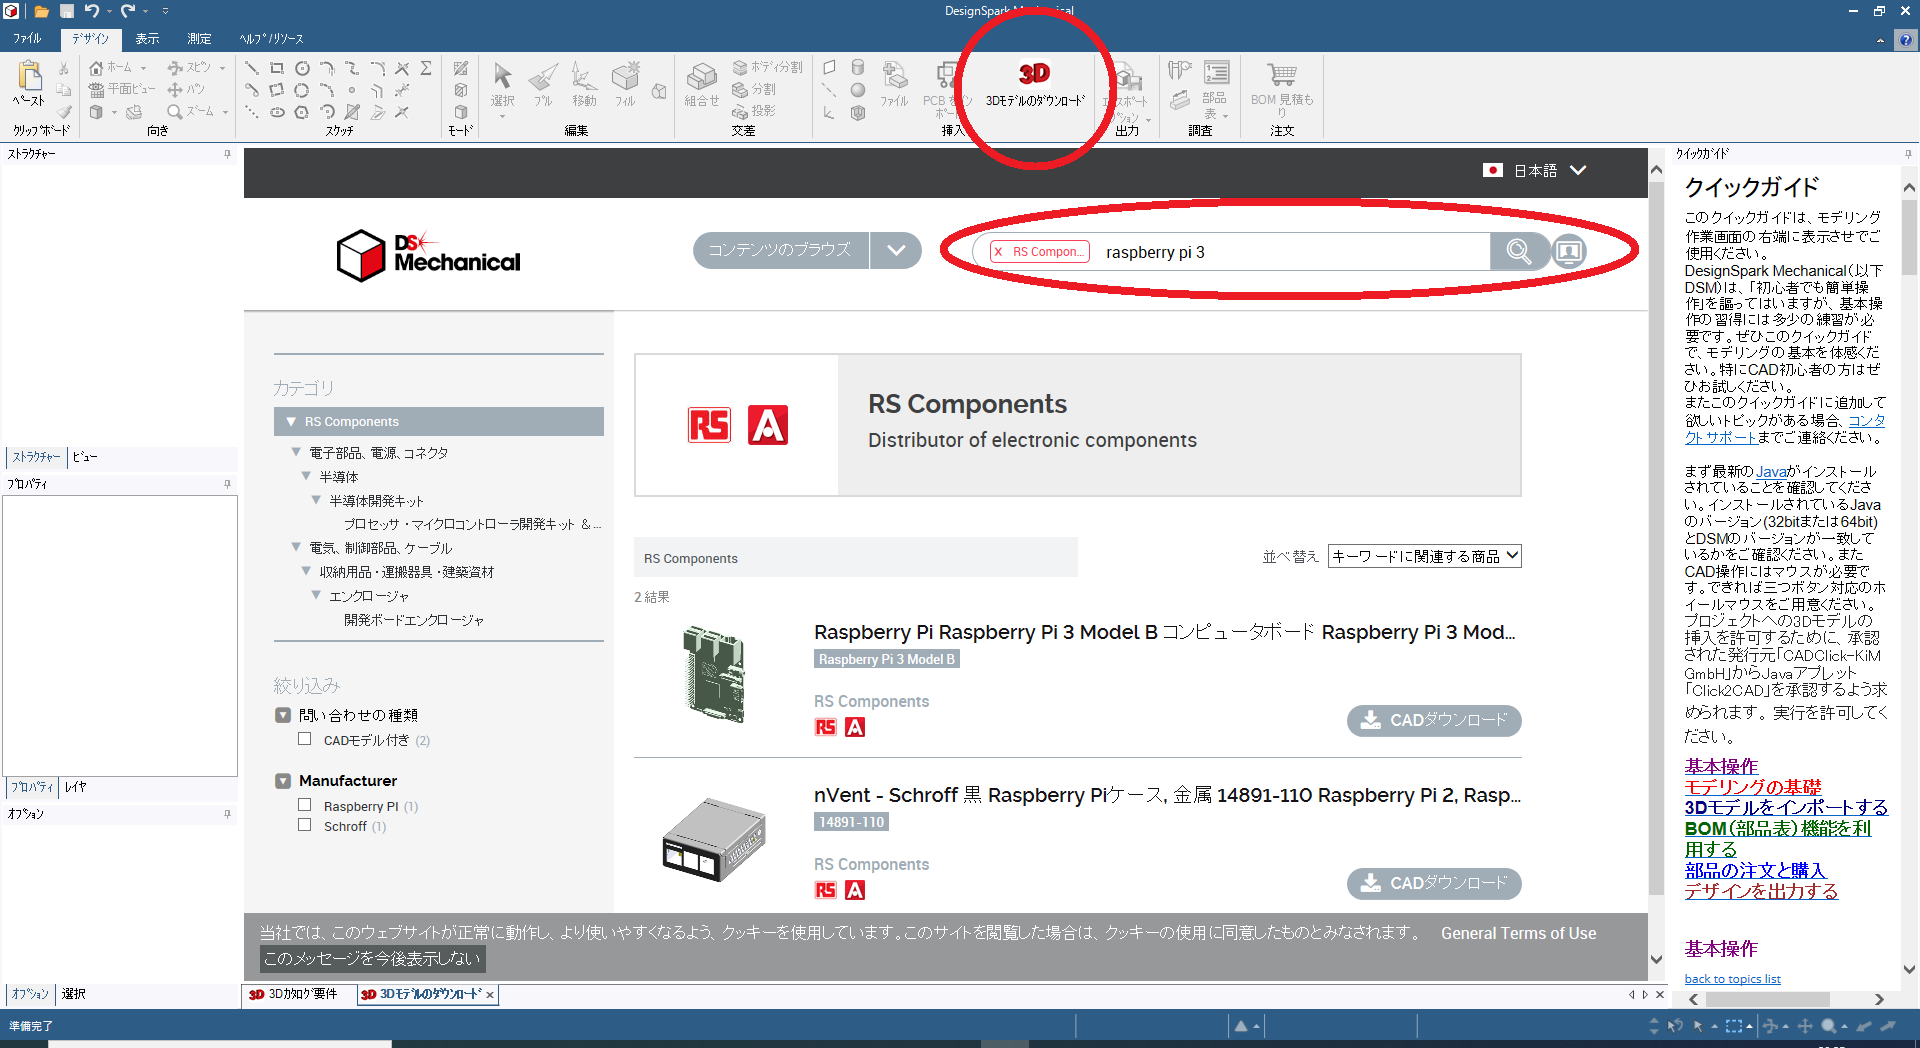 DesignSpark Mechanical
ファイル
デザイン
表示
測定
ヘルプ/リソース
ペースト
ホーム
平面ビュー
スピン
パン
ズーム
選択
プル
移動
フィル
組合せ
ボディ分割
分割
投影
ファイル
PCB をイン
ポート
3D
3Dモデルのダウンロード
エクスポート
オプション
部品
表
BOM 見積も
り
クリップボード
向き
スケッチ
モード
編集
交差
挿入
出力
調査
注文
ストラクチャー
ストラクチャー
ビュー
プロパティ
プロパティ
レイヤ
オプション
オプション
選択
日本語
DS
Mechanical
コンテンツのブラウズ
x RS Compon...
raspberry pi 3
カテゴリ
RS Components
電子部品、電源、コネクタ
半導体
半導体開発キット
プロセッサ・マイクロコントローラ開発キット &...
電気、制御部品、ケーブル
収納用品・運搬器具・建築資材
エンクロージャ
開発ボードエンクロージャ
絞り込み
問い合わせの種類
CADモデル付き (2)
Manufacturer
Raspberry PI (1)
Schroff (1)
RS A
RS Components
Distributor of electronic components
RS Components
並べ替え キーワードに関連する商品
2 結果
Raspberry Pi Raspberry Pi 3 Model B コンピュータボード Raspberry Pi 3 Mod...
Raspberry Pi 3 Model B
RS Components
RS A
CADダウンロード
nVent - Schroff 黒 Raspberry Piケース, 金属 14891-110 Raspberry Pi 2, Rasp...
14891-110
RS Components
RS A
CADダウンロード
当社では、このウェブサイトが正常に動作し、より使いやすくなるよう、クッキーを使用しています。このサイトを閲覧した場合は、クッキーの使用に同意したものとみなされます。 General Terms of Use
このメッセージを今後表示しない
3D 3Dカタログ要件
3D 3Dモデルのダウンロード x
クイックガイド
クイックガイド
このクイックガイドは、モデリング
作業画面の右端に表示させてご
使用ください。
DesignSpark Mechanical(以下
DSM)は、「初心者でも簡単操
作」を謳ってはいますが、基本操
作の習得には多少の練習が必
要です。ぜひこのクイックガイド
で、モデリングの基本を体感くだ
さい。特にCAD初心者の方はぜ
ひお試しください。
またこのクイックガイドに追加して
欲しいトピックがある場合、コンタ
クトサポートまでご連絡ください。
まず最新のJavaがインストール
されていることを確認してくださ
い。インストールされているJava
のバージョン(32bitまたは64bit)
とDSMのバージョンが一致して
いるかをご確認ください。また
CAD操作にはマウスが必要で
す。できれば三つボタン対応のホ
イールマウスをご用意ください。
プロジェクトへの3Dモデルの
挿入を許可するために、承認
された発行元「CADClick-KiM
GmbH」からJavaアプレット
「Click2CAD」を承認するよう求
められます。実行を許可してく
ださい。
基本操作
モデリングの基礎
3Dモデルをインポートする
BOM(部品表)機能を利
用する
部品の注文と購入
デザインを出力する
基本操作
back to topics list
準備完了